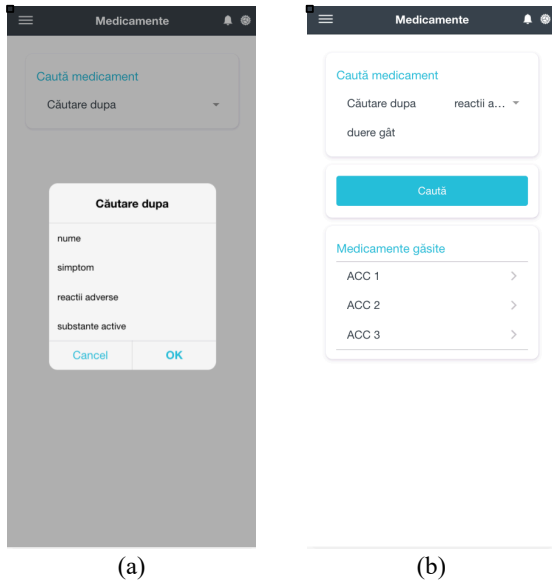 Medicamente
Caută medicament
Căutare dupa
Căutare dupa
nume
simptom
reactii adverse
substante active
Cancel OK
(a)
Medicamente
Caută medicament
Căutare dupa reactii a...
duere gât
Caută
Medicamente găsite
ACC 1
ACC 2
ACC 3
(b)